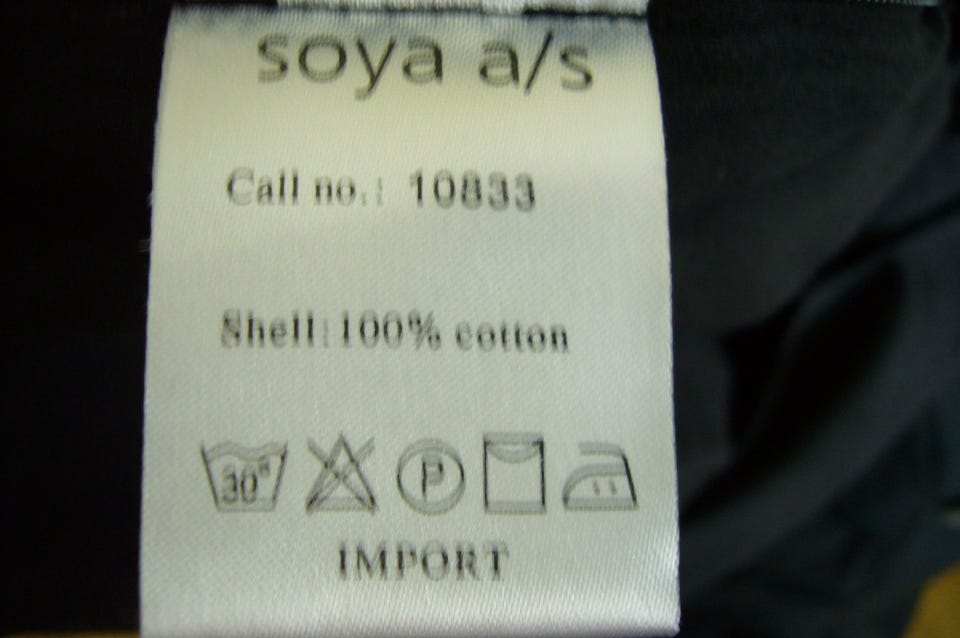 soya a/s
Call no.: 10833
Shell: 100% cotton
30° P
IMPORT